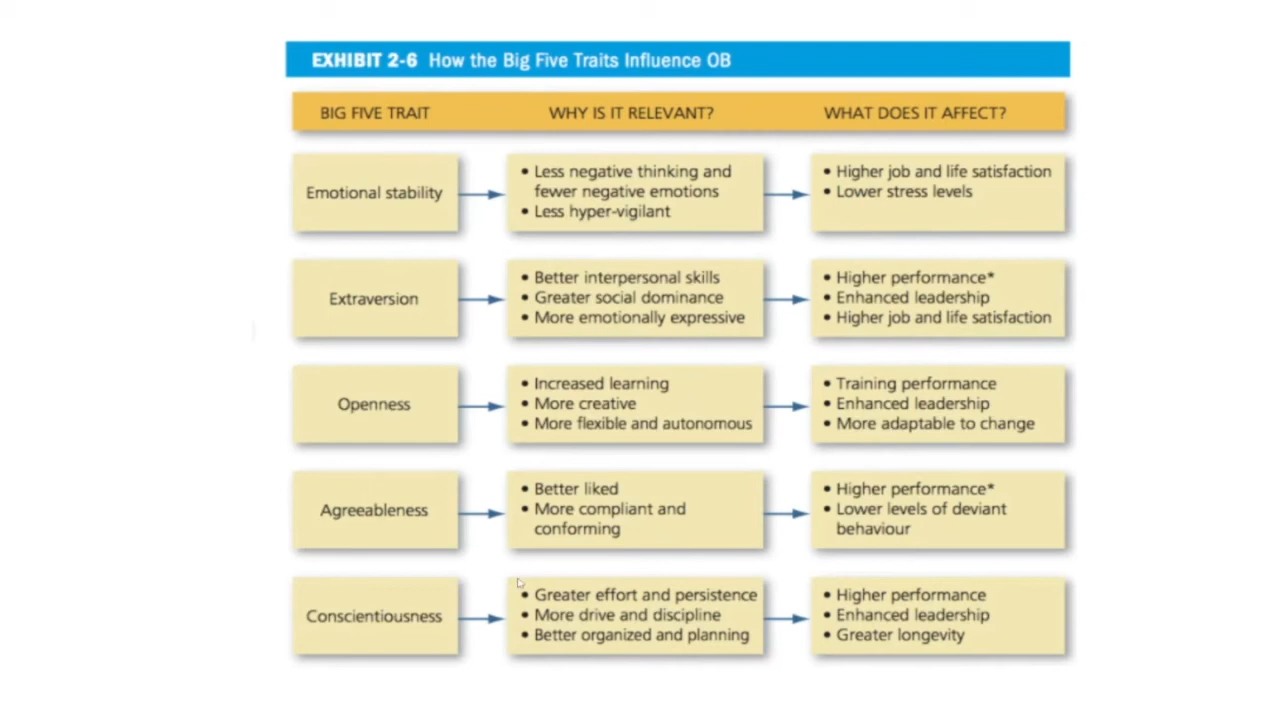 EXHIBIT 2-6 How the Big Five Traits Influence OB
BIG FIVE TRAIT
WHY IS IT RELEVANT?
WHAT DOES IT AFFECT?
Emotional stability
• Less negative thinking and
fewer negative emotions
• Less hyper-vigilant
• Higher job and life satisfaction
• Lower stress levels
Extraversion
• Better interpersonal skills
• Greater social dominance
• More emotionally expressive
• Higher performance*
• Enhanced leadership
• Higher job and life satisfaction
Openness
• Increased learning
• More creative
• More flexible and autonomous
• Training performance
• Enhanced leadership
• More adaptable to change
Agreeableness
• Better liked
• More compliant and
conforming
• Higher performance*
• Lower levels of deviant
behaviour
Conscientiousness
• Greater effort and persistence
• More drive and discipline
• Better organized and planning
• Higher performance
• Enhanced leadership
• Greater longevity